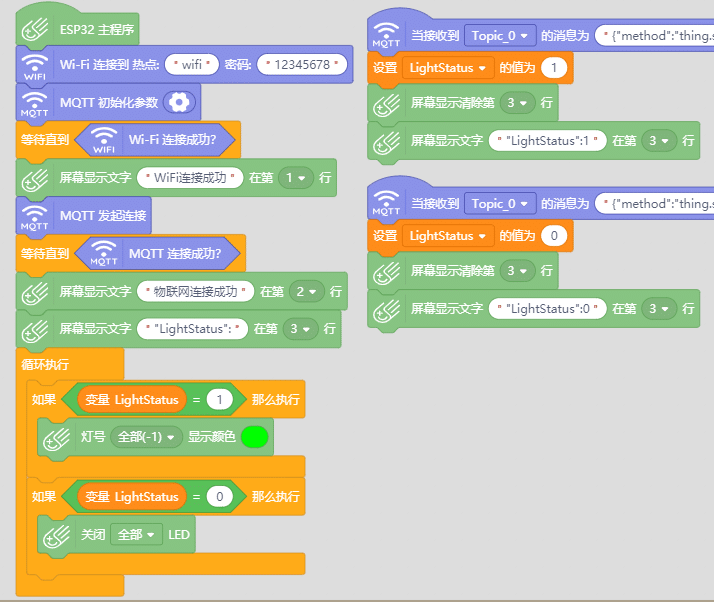 ESP32 主程序
WIFI Wi-Fi 连接到 热点: "wifi" 密码: "12345678"
MQTT MQTT 初始化参数
等待直到 WIFI Wi-Fi 连接成功?
屏幕显示文字 "WiFi连接成功" 在第 1 行
MQTT MQTT 发起连接
等待直到 MQTT MQTT 连接成功?
屏幕显示文字 "物联网连接成功" 在第 2 行
屏幕显示文字 ""LightStatus":" 在第 3 行
循环执行
如果 变量 LightStatus = 1 那么执行
灯号 全部(-1) 显示颜色
如果 变量 LightStatus = 0 那么执行
关闭 全部 LED
MQTT 当接收到 Topic_0 的消息为 "{"method":"thing.s
设置 LightStatus 的值为 1
屏幕显示清除第 3 行
屏幕显示文字 ""LightStatus":1" 在第 3 行
MQTT 当接收到 Topic_0 的消息为 "{"method":"thing.s
设置 LightStatus 的值为 0
屏幕显示清除第 3 行
屏幕显示文字 ""LightStatus":0" 在第 3 行